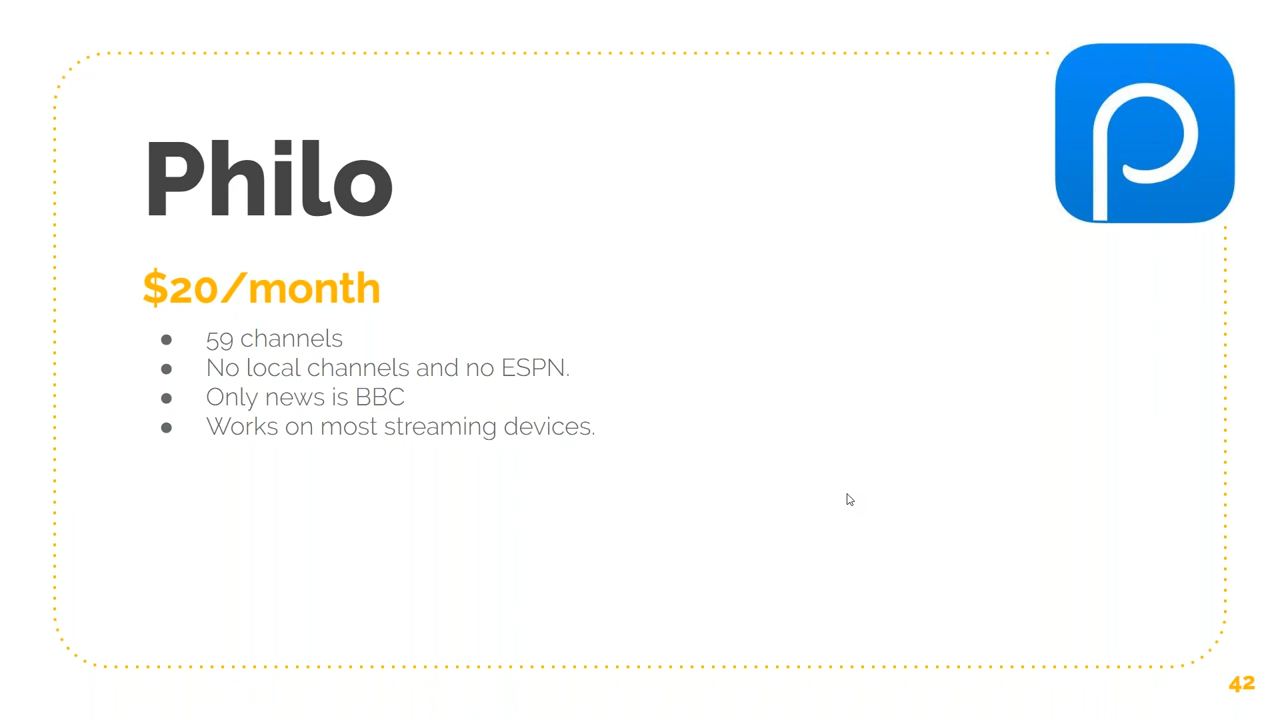 Philo
$20/month
● 59 channels
● No local channels and no ESPN.
● Only news is BBC
● Works on most streaming devices.
42